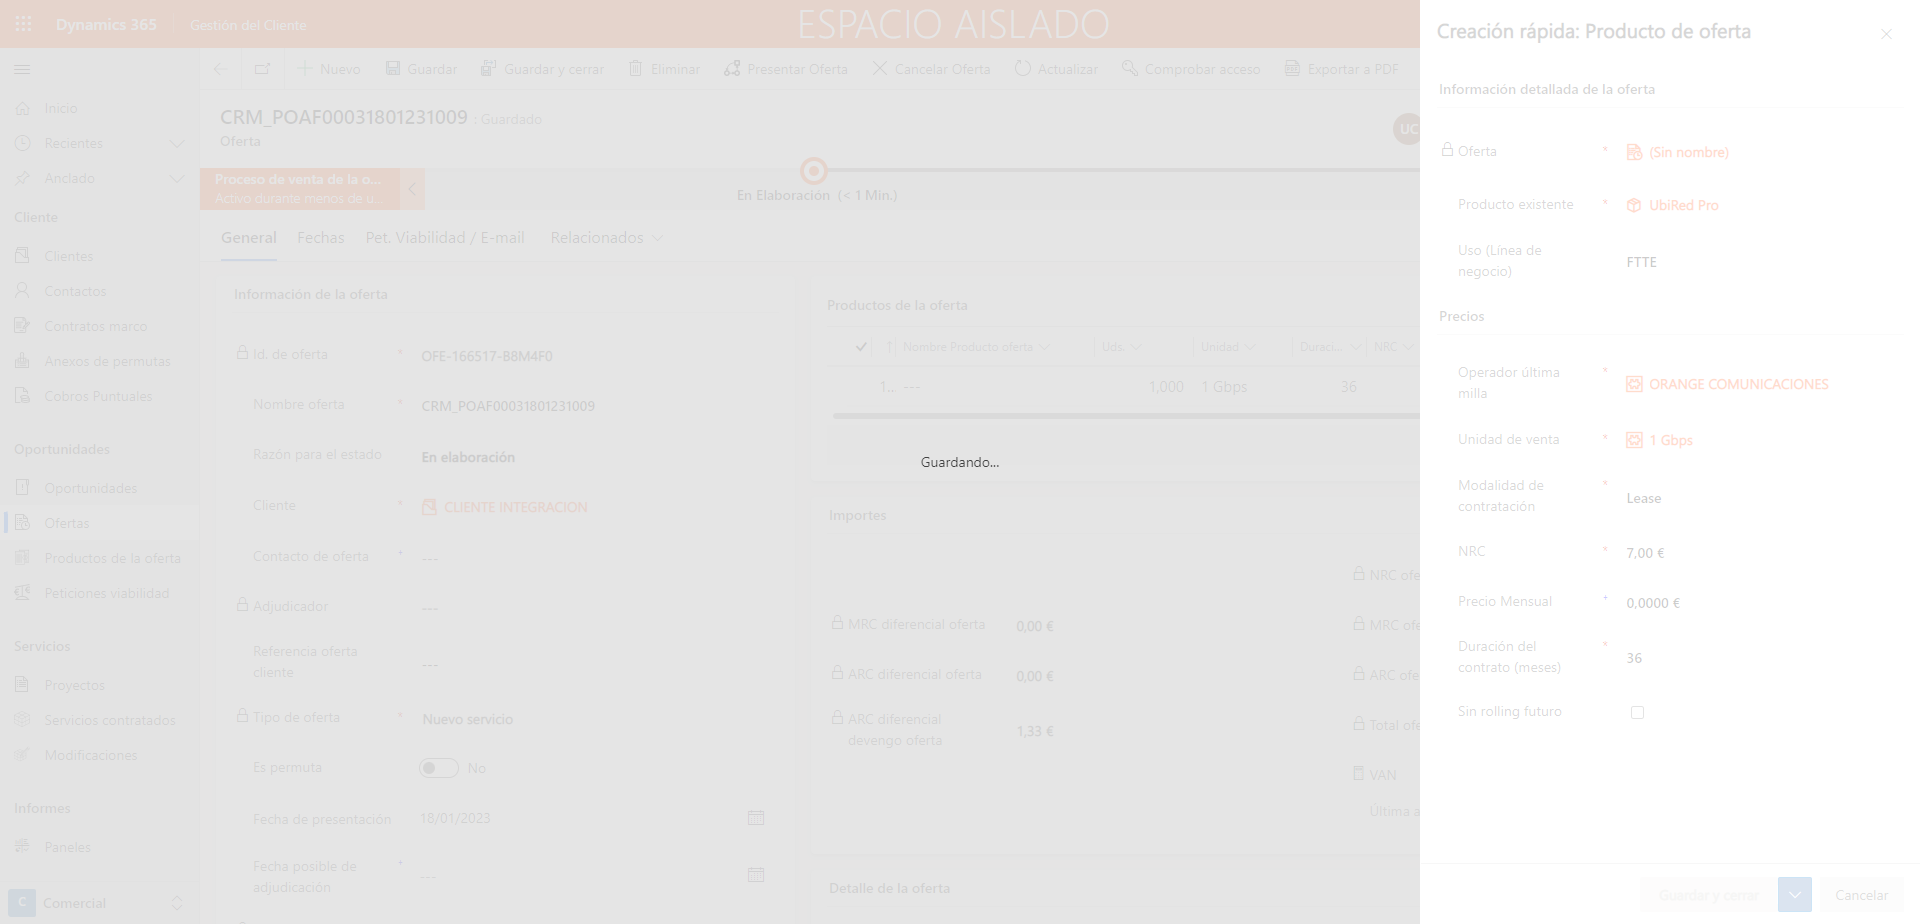 Dynamics 365
Gestión del Cliente
ESPACIO AISLADO
Nuevo
Guardar
Guardar y cerrar
Eliminar
Presentar Oferta
Cancelar Oferta
Actualizar
Comprobar acceso
Exportar a PDF
Inicio
Recientes
Anclado
Cliente
Clientes
Contactos
Contratos marco
Anexos de permutas
Cobros Puntuales
Oportunidades
Oportunidades
Ofertas
Productos de la oferta
Peticiones viabilidad
Servicios
Proyectos
Servicios contratados
Modificaciones
Informes
Paneles
C
Comercial
CRM_POAF00031801231009 : Guardado
Oferta
UC
Proceso de venta de la o...
Activo durante menos de u...
En Elaboración (< 1 Min.)
General
Fechas
Pet. Viabilidad / E-mail
Relacionados
Información de la oferta
Id. de oferta * OFE-166517-B8M4F0
Nombre oferta * CRM_POAF00031801231009
Razón para el estado En elaboración
Cliente * CLIENTE INTEGRACION
Contacto de oferta + ---
Adjudicador ---
Referencia oferta
cliente
---
Tipo de oferta * Nuevo servicio
Es permuta No
Fecha de presentación 18/01/2023
Fecha posible de
adjudicación
* ---
Productos de la oferta
Nombre Producto oferta Uds. Unidad Duraci... NRC
1.. --- 1,000 1 Gbps 36
Guardando...
Importes
NRC ofe
MRC diferencial oferta 0,00 € MRC ofe
ARC diferencial oferta 0,00 € ARC ofe
ARC diferencial
devengo oferta
1,33 €
Total ofe
VAN
Última a
Detalle de la oferta
Creación rápida: Producto de oferta
Información detallada de la oferta
Oferta * (Sin nombre)
Producto existente * UbiRed Pro
Uso (Línea de
negocio)
FTTE
Precios
Operador última
milla
* ORANGE COMUNICACIONES
Unidad de venta * 1 Gbps
Modalidad de
contratación
* Lease
NRC * 7,00 €
Precio Mensual + 0,0000 €
Duración del
contrato (meses)
* 36
Sin rolling futuro
Guardar y cerrar
Cancelar